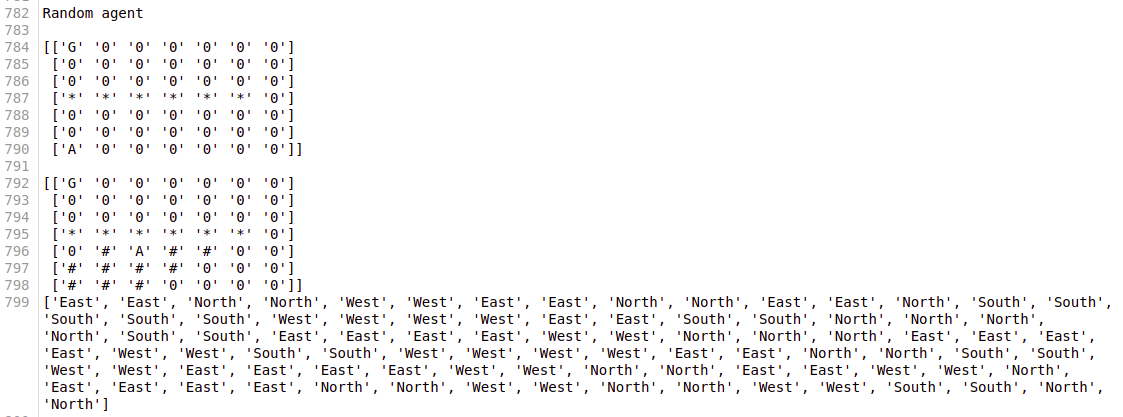 782 Random agent
783
784 [['G' '0' '0' '0' '0' '0' '0']
785 ['0' '0' '0' '0' '0' '0' '0']
786 ['0' '0' '0' '0' '0' '0' '0']
787 ['*' '*' '*' '*' '*' '*' '0']
788 ['0' '0' '0' '0' '0' '0' '0']
789 ['0' '0' '0' '0' '0' '0' '0']
790 ['A' '0' '0' '0' '0' '0' '0']]
791
792 [['G' '0' '0' '0' '0' '0' '0']
793 ['0' '0' '0' '0' '0' '0' '0']
794 ['0' '0' '0' '0' '0' '0' '0']
795 ['*' '*' '*' '*' '*' '*' '0']
796 ['0' '#' 'A' '#' '#' '0' '0']
797 ['#' '#' '#' '#' '0' '0' '0']
798 ['#' '#' '#' '0' '0' '0' '0']]
799 ['East', 'East', 'North', 'North', 'West', 'West', 'East', 'East', 'North', 'North', 'East', 'East', 'North', 'South', 'South',
'South', 'South', 'South', 'West', 'West', 'West', 'West', 'East', 'East', 'South', 'South', 'North', 'North', 'North',
'North', 'South', 'South', 'East', 'East', 'East', 'East', 'West', 'West', 'North', 'North', 'North', 'East', 'East', 'East',
'East', 'West', 'West', 'South', 'South', 'West', 'West', 'West', 'West', 'East', 'East', 'North', 'North', 'South', 'South',
'West', 'West', 'East', 'East', 'East', 'East', 'West', 'West', 'North', 'North', 'East', 'East', 'West', 'West', 'North',
'East', 'East', 'East', 'East', 'North', 'North', 'West', 'West', 'North', 'North', 'West', 'West', 'South', 'South', 'North',
'North']